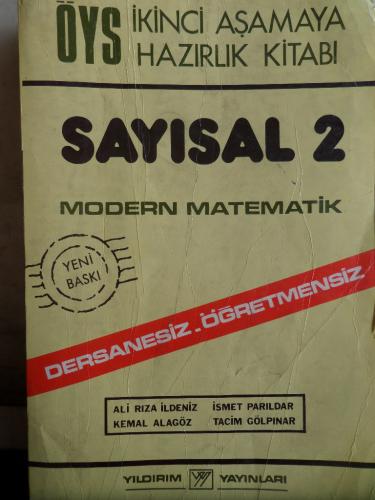 ÖYS İKİNCİ AŞAMAYA
HAZIRLIK KİTABI
SAYISAL 2
MODERN MATEMATİK
YENİ
BASKI
DERSANESİZ-ÖĞRETMENSİZ
ALİ RIZA İLDENİZ İSMET PARILDAR
KEMAL ALAGÖZ TACİM GÖLPINAR
YILDIRIM YAYINLARI